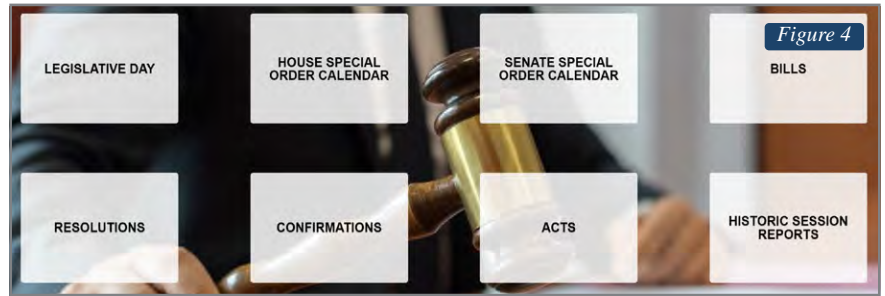 Figure 4
LEGISLATIVE DAY
HOUSE SPECIAL
ORDER CALENDAR
SENATE SPECIAL
ORDER CALENDAR
BILLS
RESOLUTIONS
CONFIRMATIONS
ACTS
HISTORIC SESSION
REPORTS